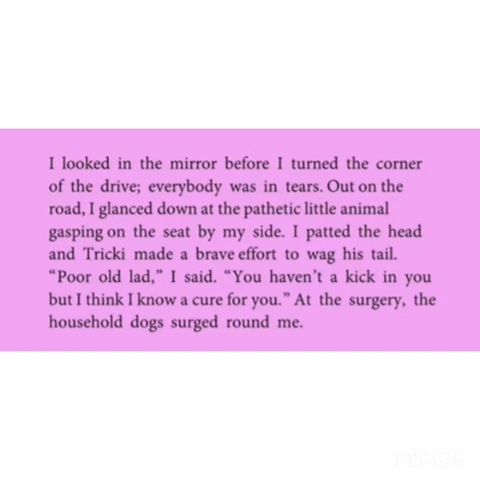 I looked in the mirror before I turned the corner
of the drive; everybody was in tears. Out on the
road, I glanced down at the pathetic little animal
gasping on the seat by my side. I patted the head
and Tricki made a brave effort to wag his tail.
“Poor old lad,” I said. “You haven’t a kick in you
but I think I know a cure for you.” At the surgery, the
household dogs surged round me.
InShOt